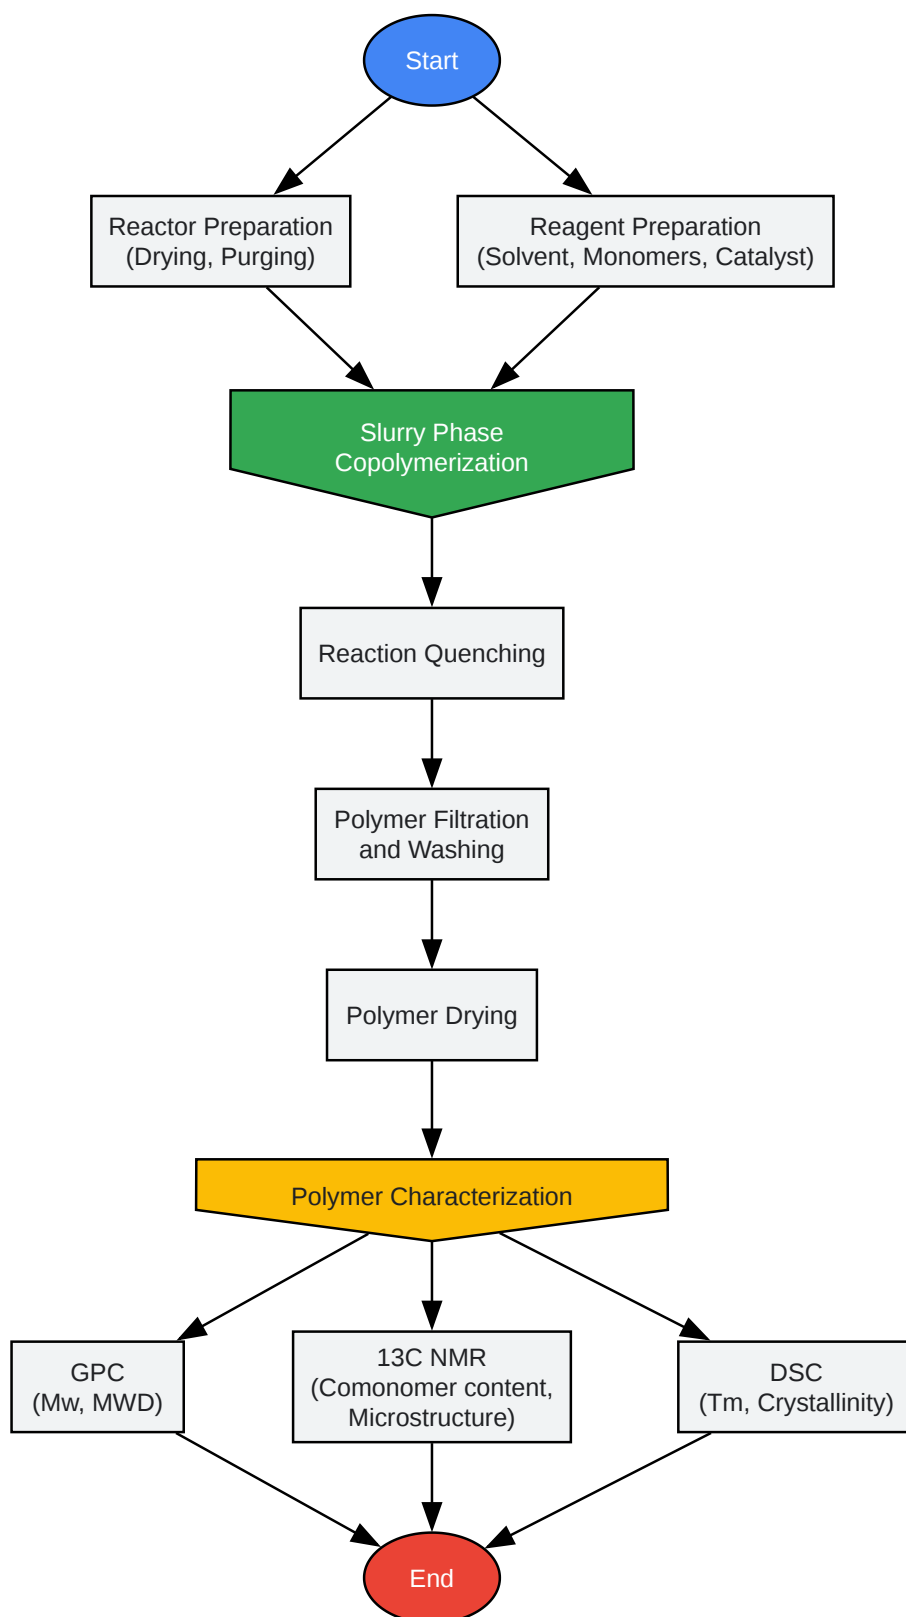 Start
Reactor Preparation
(Drying, Purging)
Reagent Preparation
(Solvent, Monomers, Catalyst)
Slurry Phase
Copolymerization
Reaction Quenching
Polymer Filtration
and Washing
Polymer Drying
Polymer Characterization
GPC
(Mw, MWD)
13C NMR
(Comonomer content,
Microstructure)
DSC
(Tm, Crystallinity)
End